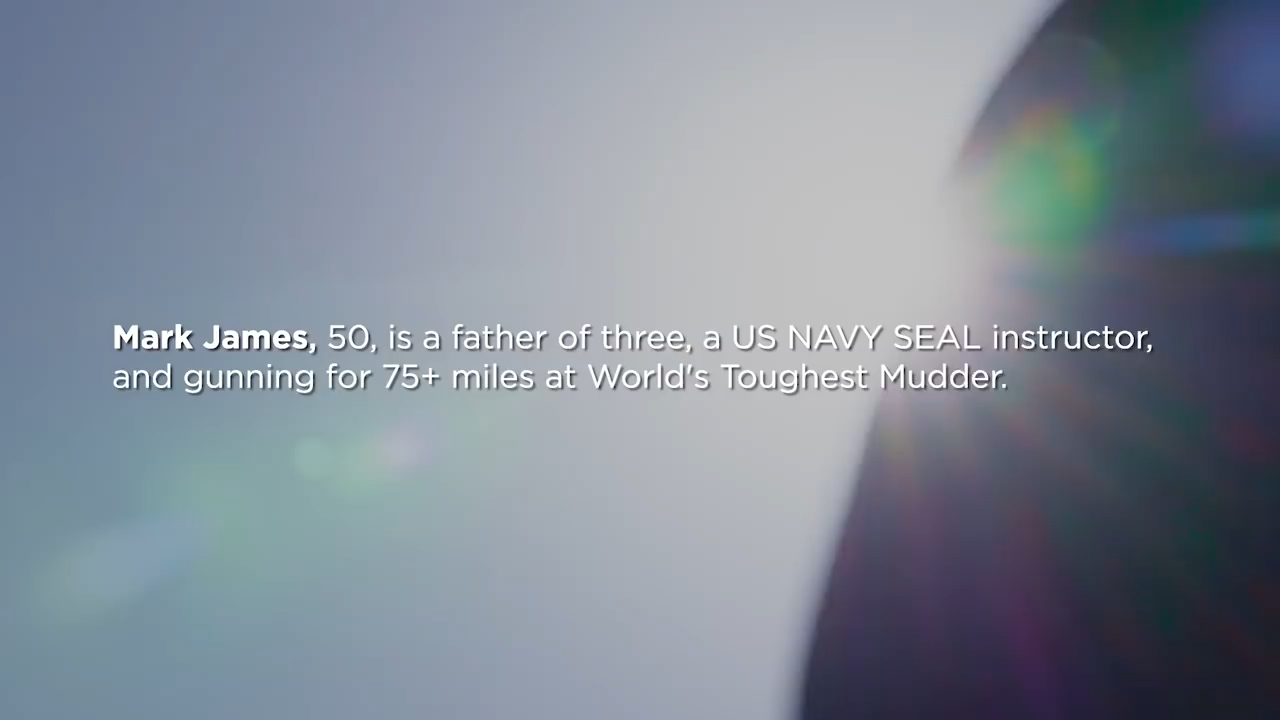 Mark James, 50, is a father of three, a US NAVY SEAL instructor,
and gunning for 75+ miles at World's Toughest Mudder.